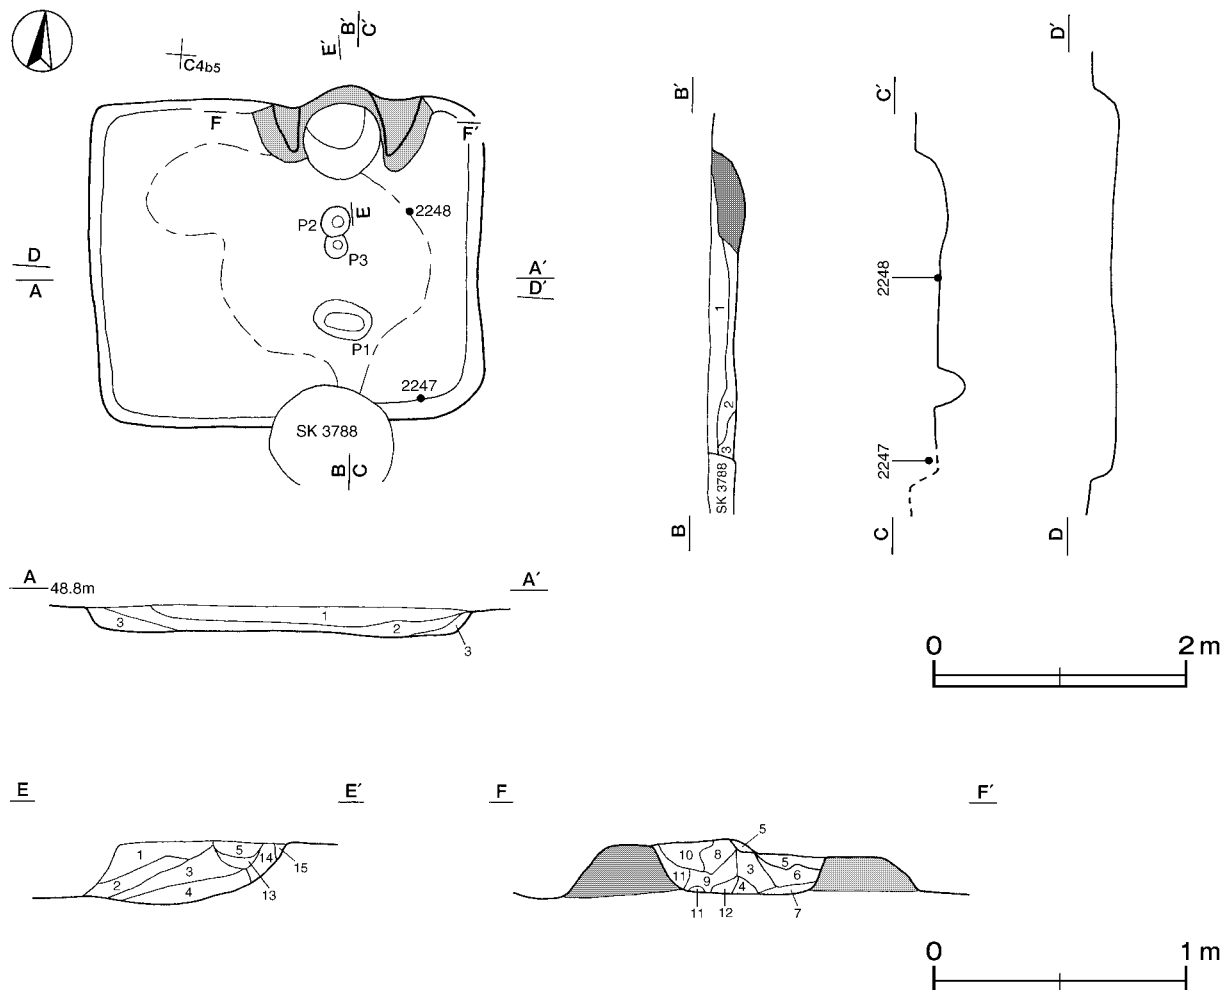 C4b5
E′
B′
C′
F
F′
P2
E
2248
P3
D
A
A′
D′
P1
2247
SK 3788
B
C
B′
1
2
3
SK 3788
B
C′
2248
2247
C
D′
D
A
48.8m
A′
3
1
2
3
0
2 m
E
E′
1
2
3
4
5
14
15
13
F
F′
5
10
8
3
5
11
9
4
6
11
12
7
0
1 m